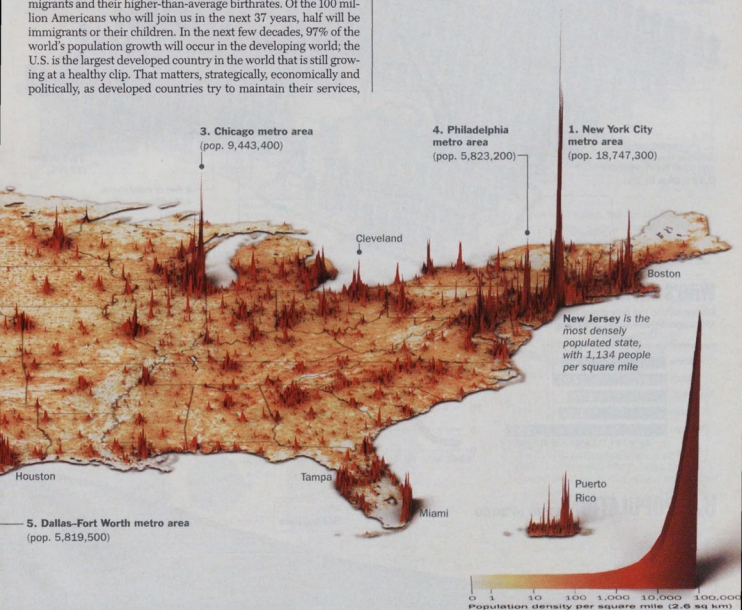 migrants and their higher-than-average birthrates. Of the 100 mil-
lion Americans who will join us in the next 37 years, half will be
immigrants or their children. In the next few decades, 97% of the
world's population growth will occur in the developing world; the
U.S. is the largest developed country in the world that is still grow-
ing at a healthy clip. That matters, strategically, economically and
politically, as developed countries try to maintain their services,
3. Chicago metro area
(pop. 9,443,400)
4. Philadelphia
metro area
(pop. 5,823,200)
1. New York City
metro area
(pop. 18,747,300)
Cleveland
Boston
New Jersey is the
most densely
populated state,
with 1,134 people
per square mile
Houston
Tampa
Miami
Puerto
Rico
5. Dallas–Fort Worth metro area
(pop. 5,819,500)
0 1 10 100 1,000 10,000 100,000
Population density per square mile (2.6 sq km)